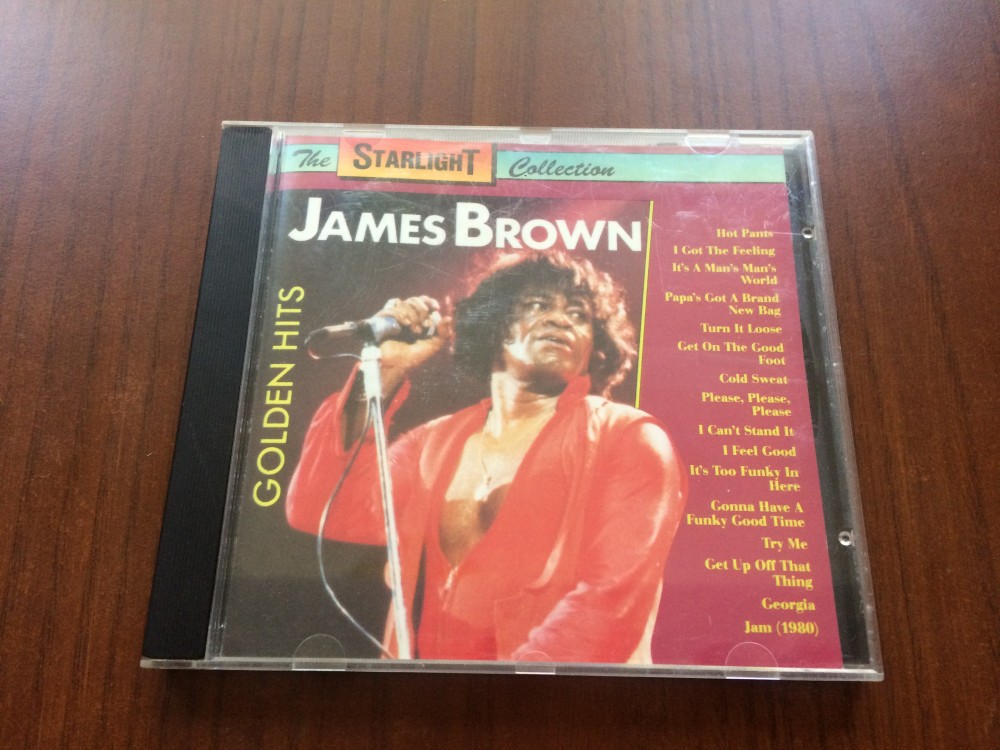 The STARLIGHT Collection
JAMES BROWN
GOLDEN HITS
Hot Pants
I Got The Feeling
It's A Man's Man's
World
Papa's Got A Brand
New Bag
Turn It Loose
Get On The Good
Foot
Cold Sweat
Please, Please,
Please
I Can't Stand It
I Feel Good
It's Too Funky In
Here
Gonna Have A
Funky Good Time
Try Me
Get Up Off That
Thing
Georgia
Jam (1980)